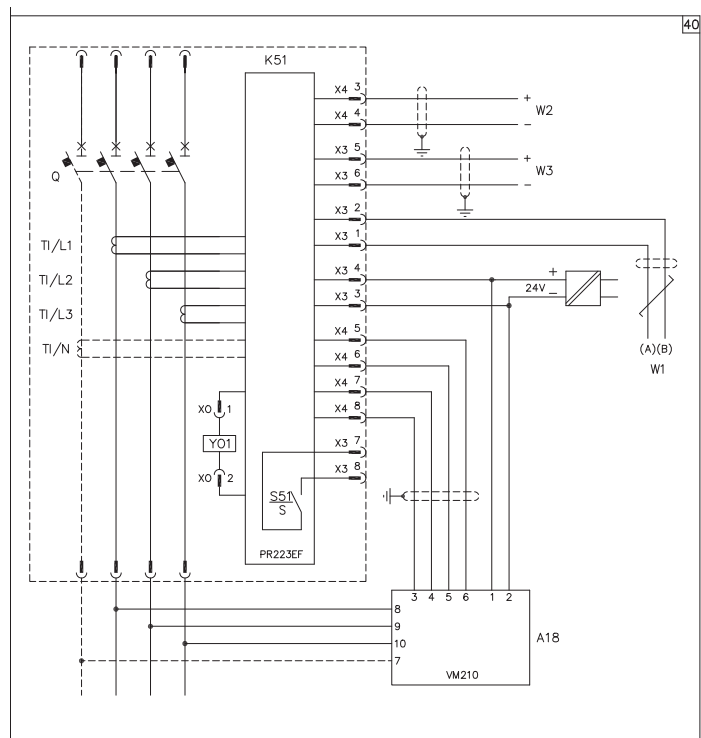 40
K51
X4 3
+
W2
X4 4
–
Q
X3 5
+
W3
X3 6
–
X3 2
X3 1
TI/L1
TI/L2
X3 4
+
24V –
TI/L3
X3 3
TI/N
X4 5
(A)(B)
W1
X4 6
X4 7
X4 8
X0 1
Y01
X0 2
X3 7
X3 8
S51
S
PR223EF
3 4 5 6 1 2
8
9
10
7
A18
VM210